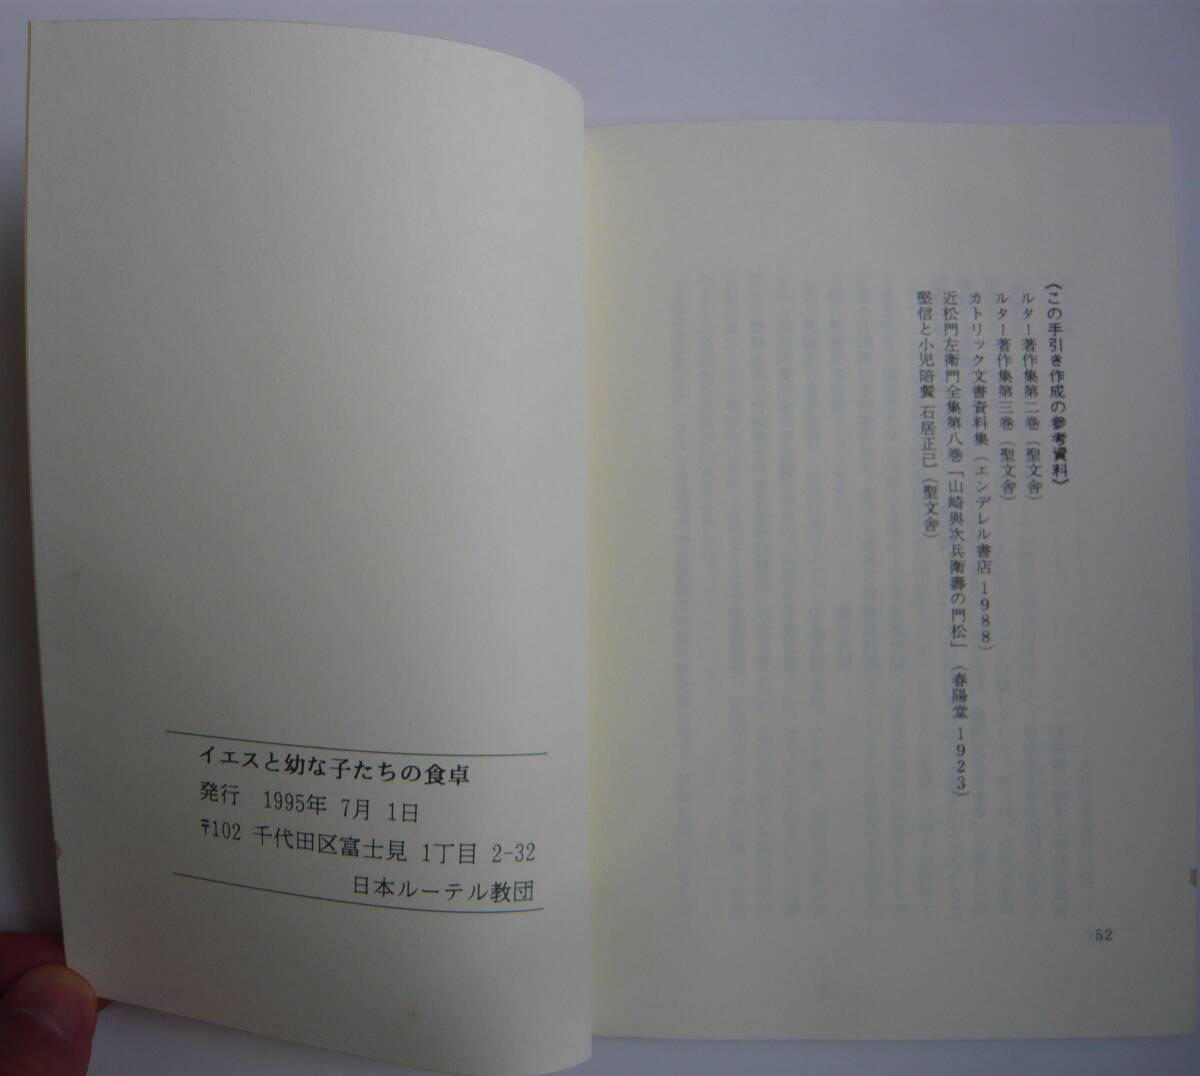 《この手引き作成の参考資料》
ルター著作集第二巻(聖文舎)
ルター著作集第三巻(聖文舎)
カトリック文書資料集(エンデレル書店 1988)
近松門左衛門全集第八巻「山崎與次兵衛壽の門松」(春陽堂 1923)
堅信と小児陪餐 石居正己(聖文舎)
52
イエスと幼な子たちの食卓
発行 1995年 7月 1日
〒102 千代田区富士見 1丁目 2-32
日本ルーテル教団